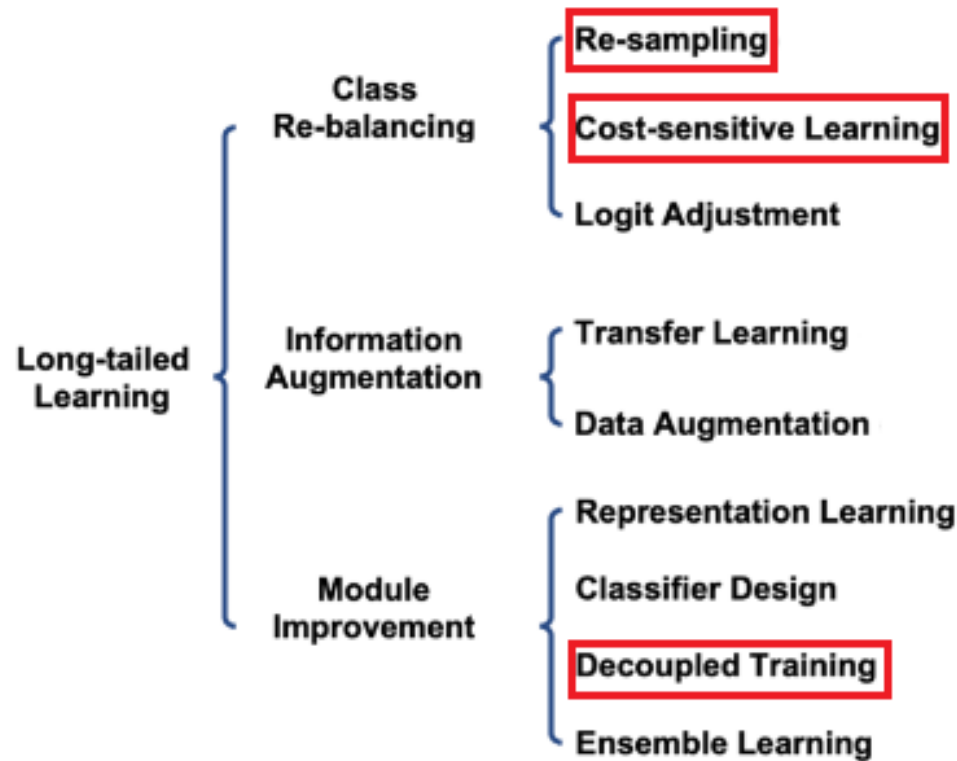 Long-tailed
Learning
Class
Re-balancing
Re-sampling
Cost-sensitive Learning
Logit Adjustment
Information
Augmentation
Transfer Learning
Data Augmentation
Module
Improvement
Representation Learning
Classifier Design
Decoupled Training
Ensemble Learning